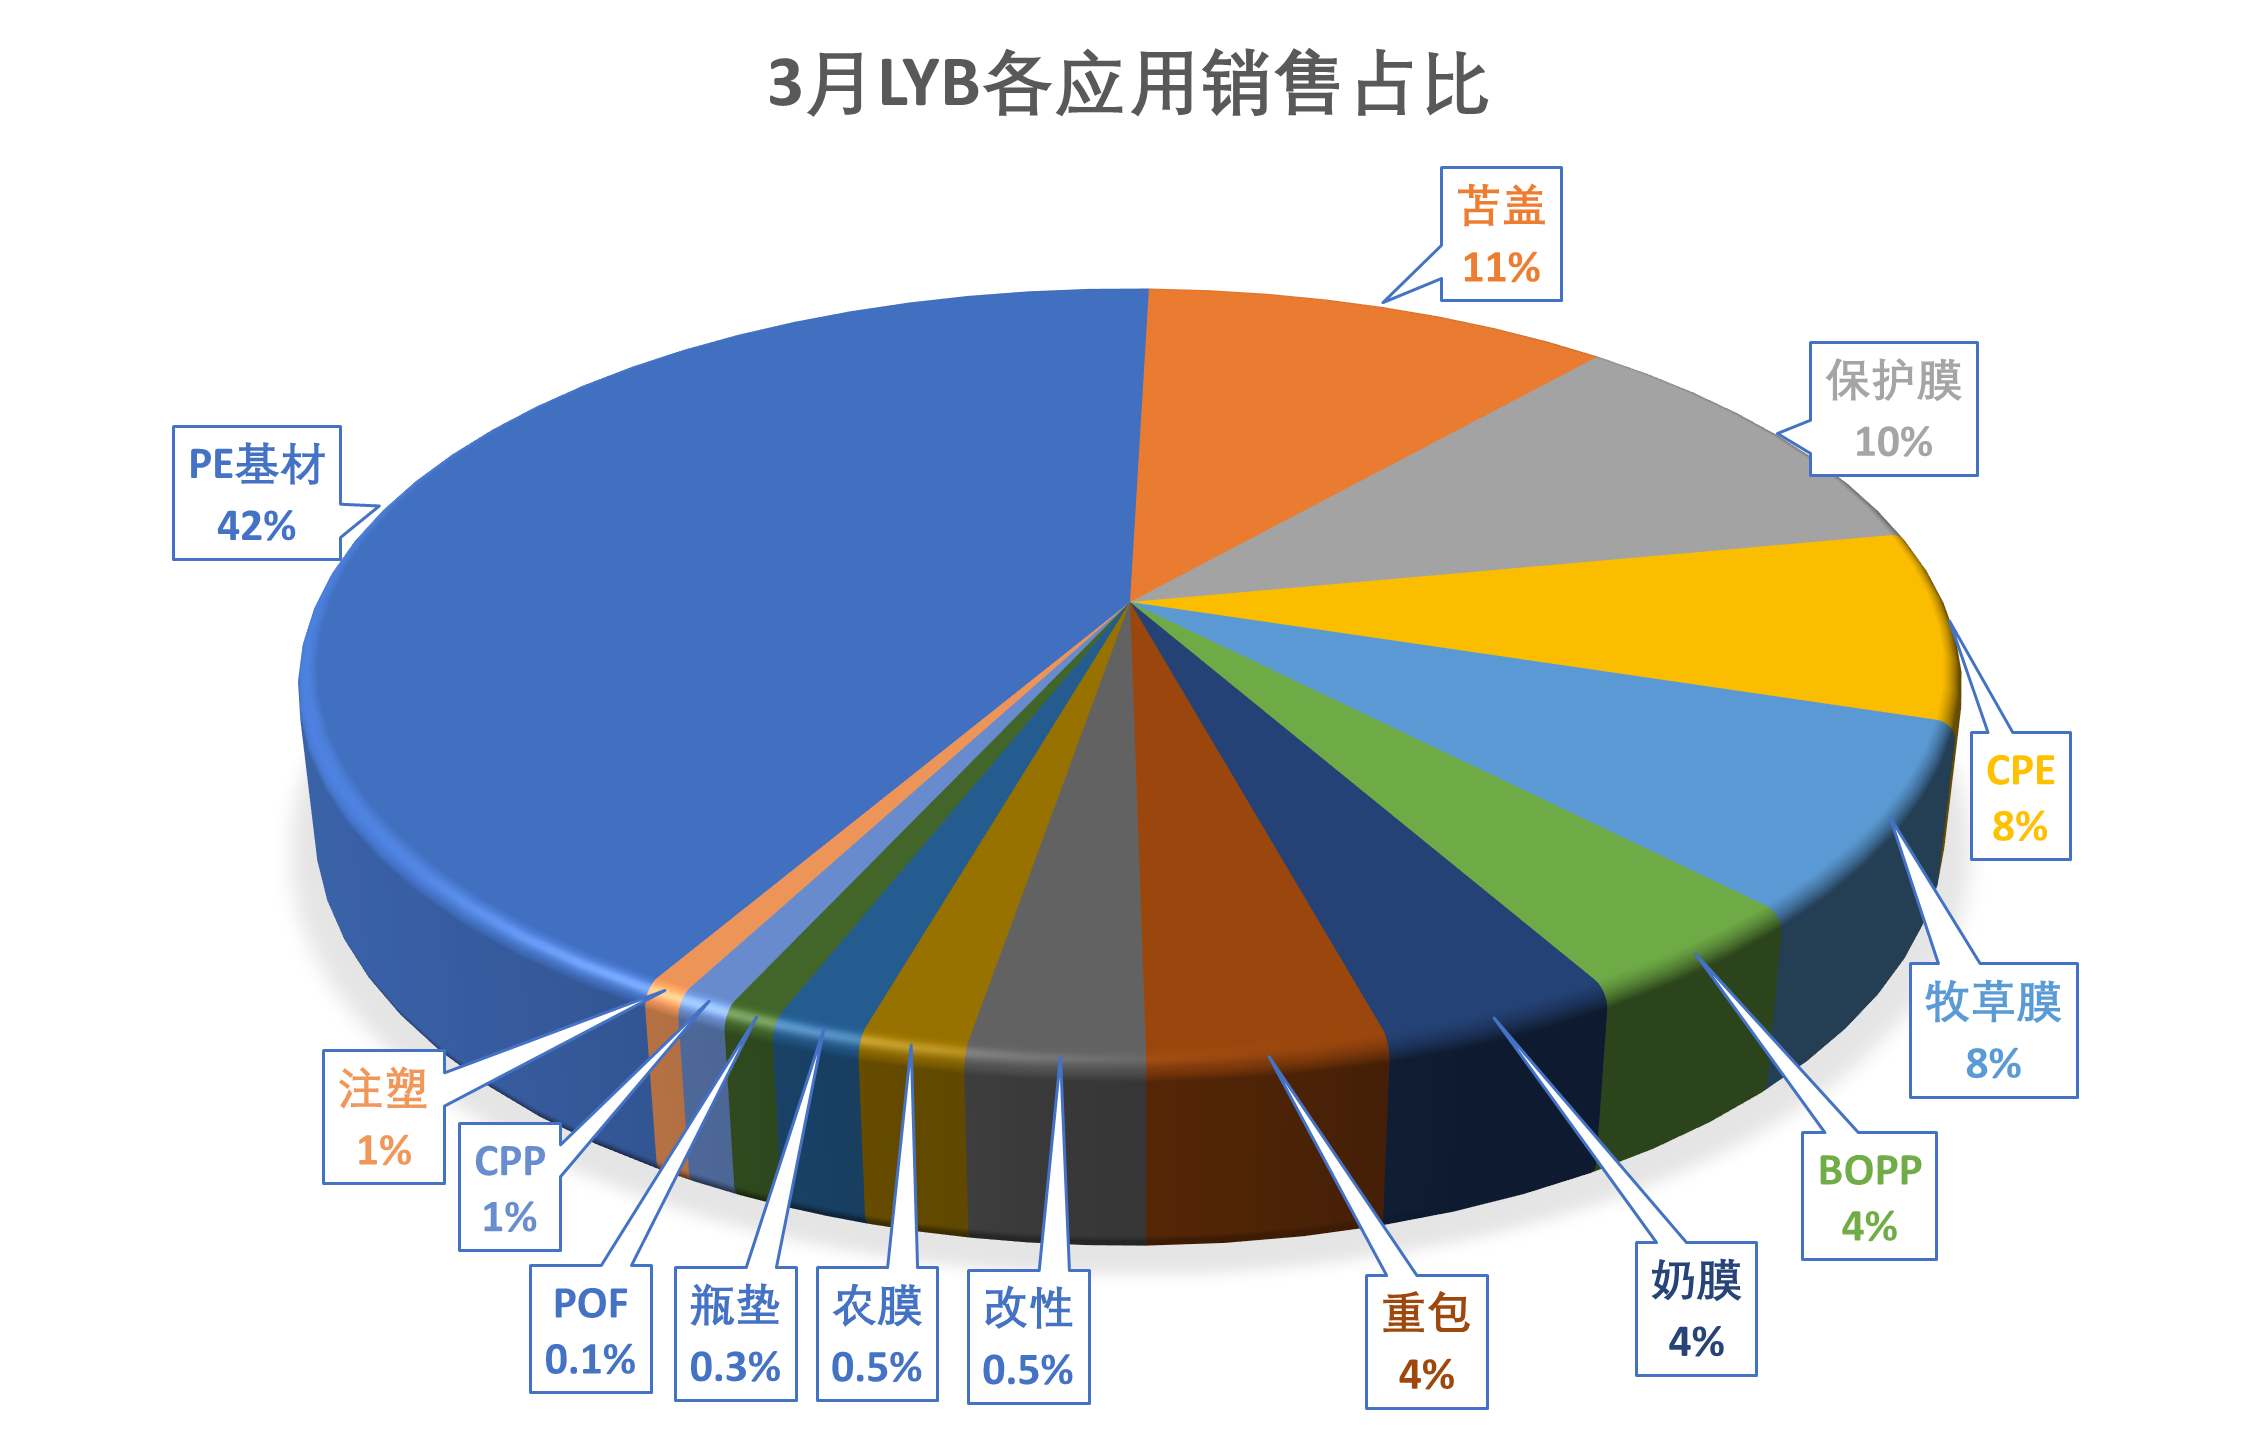 3月LYB各应用销售占比
苫盖
11%
保护膜
10%
PE基材
42%
CPE
8%
牧草膜
8%
注塑
1%
CPP
1%
BOPP
4%
奶膜
4%
POF
0.1%
瓶垫
0.3%
农膜
0.5%
改性
0.5%
重包
4%